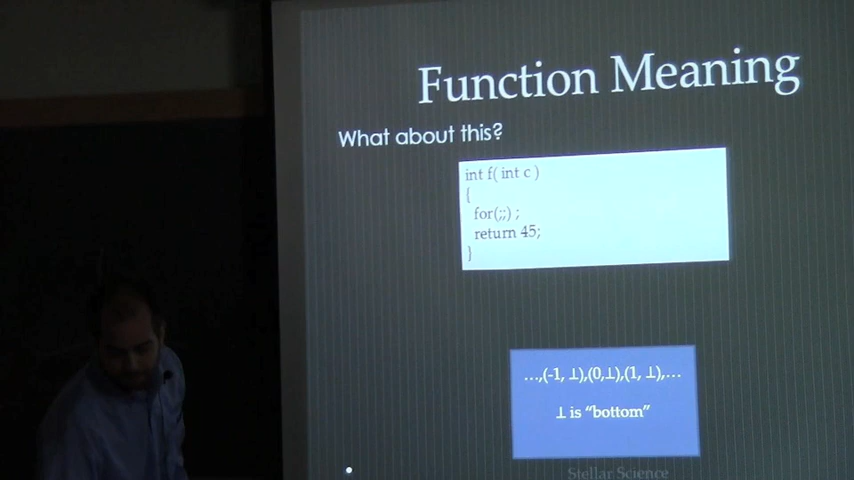 Function Meaning
What about this?
int f( int c )
{
for(;;) ;
return 45;
}
…,(-1, ⊥),(0,⊥),(1, ⊥),…
⊥ is “bottom”
Stellar Science